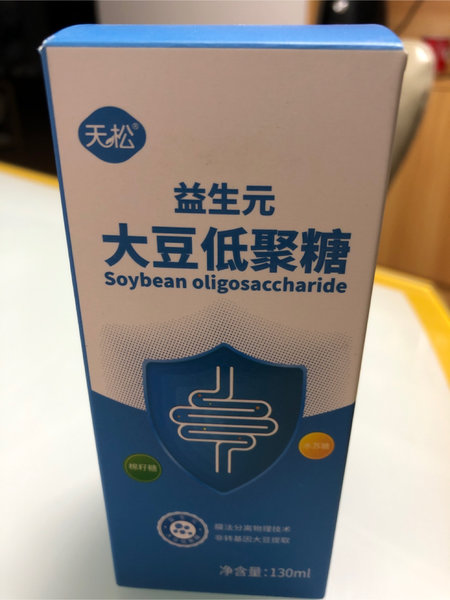 天松®
益生元
大豆低聚糖
Soybean oligosaccharide
水苏糖
棉籽糖
膜法分离物理技术
非转基因大豆提取
净含量:130ml